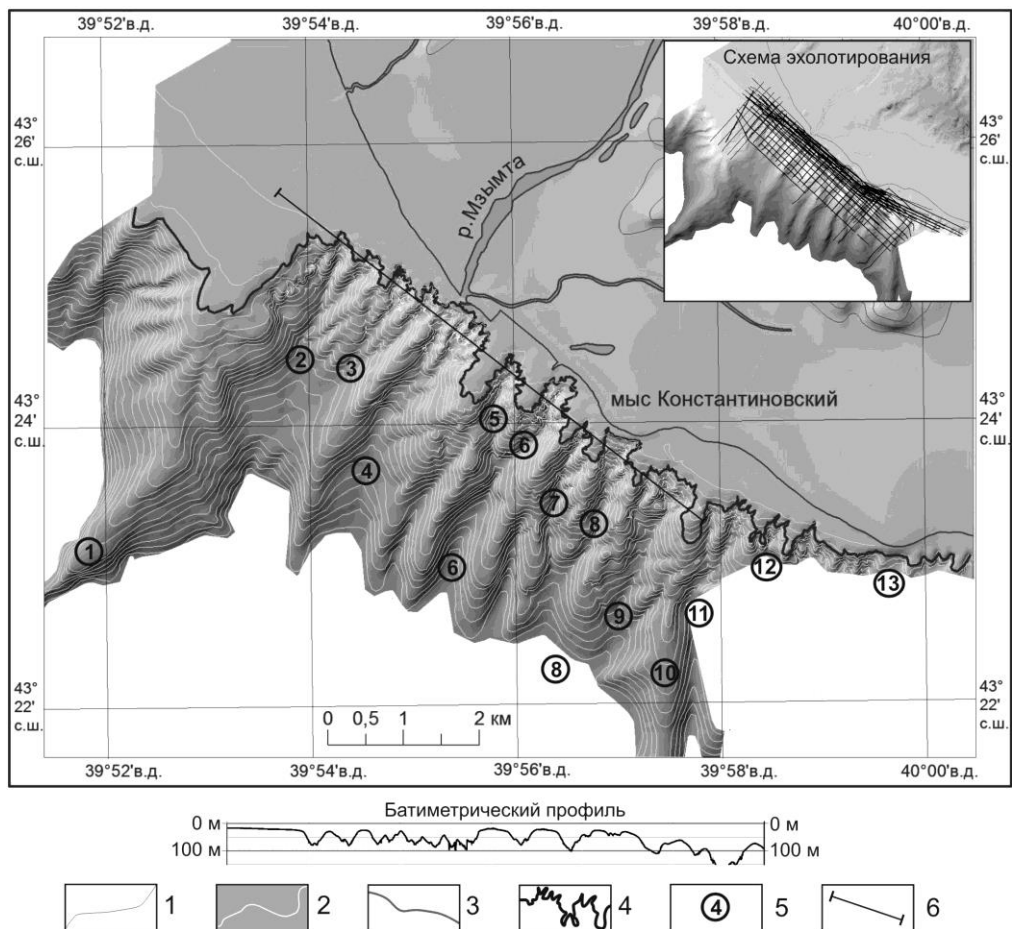 39°52'в.д. 39°54'в.д. 39°56'в.д. 39°58'в.д. 40°00'в.д.
Схема эхолотирования
43°
26'
с.ш.
43°
26'
с.ш.
р.Мзымта
2
3
мыс Константиновский
43°
24'
с.ш.
43°
24'
с.ш.
5
6
4
7
8
1
6
12
13
9
11
8
10
43°
22'
с.ш.
43°
22'
с.ш.
0 0,5 1 2 км
39°52'в.д. 39°54'в.д. 39°56'в.д. 39°58'в.д. 40°00'в.д.
Батиметрический профиль
0 м 0 м
100 м 100 м
1 2 3 4 4 5 6